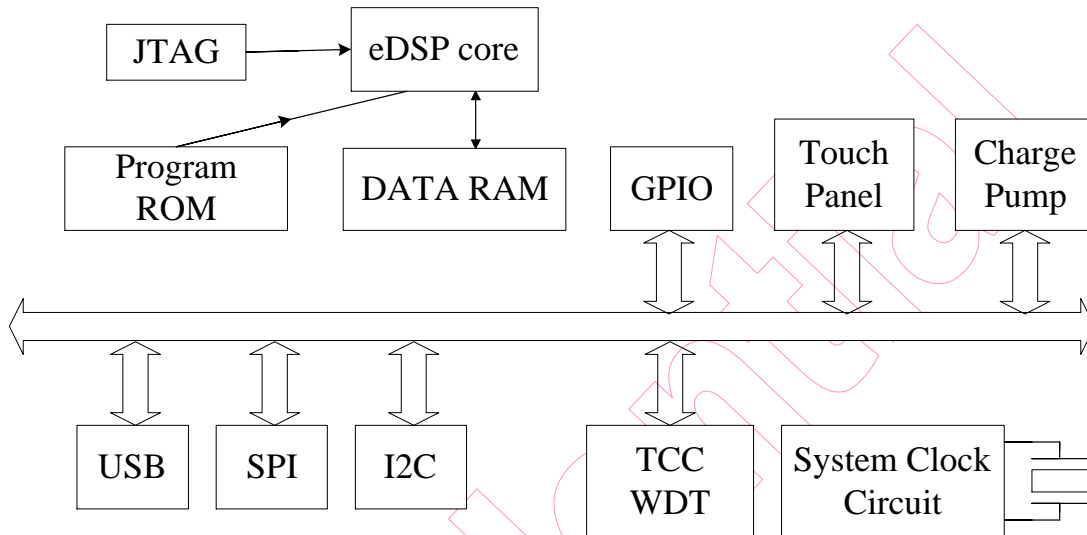 JTAG
eDSP core
Program
ROM
DATA RAM
GPIO
Touch
Panel
Charge
Pump
USB
SPI
I2C
TCC
WDT
System Clock
Circuit